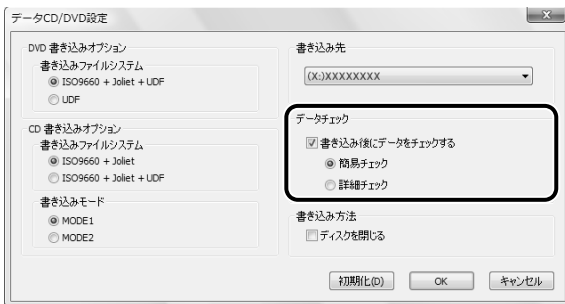 データCD/DVD設定
DVD 書き込みオプション
書き込みファイルシステム
ISO9660 + Joliet + UDF
UDF
CD 書き込みオプション
書き込みファイルシステム
ISO9660 + Joliet
ISO9660 + Joliet + UDF
書き込みモード
MODE1
MODE2
書き込み先
(X:)XXXXXXXX
データチェック
書き込み後にデータをチェックする
簡易チェック
詳細チェック
書き込み方法
ディスクを閉じる
初期化(D)
OK
キャンセル